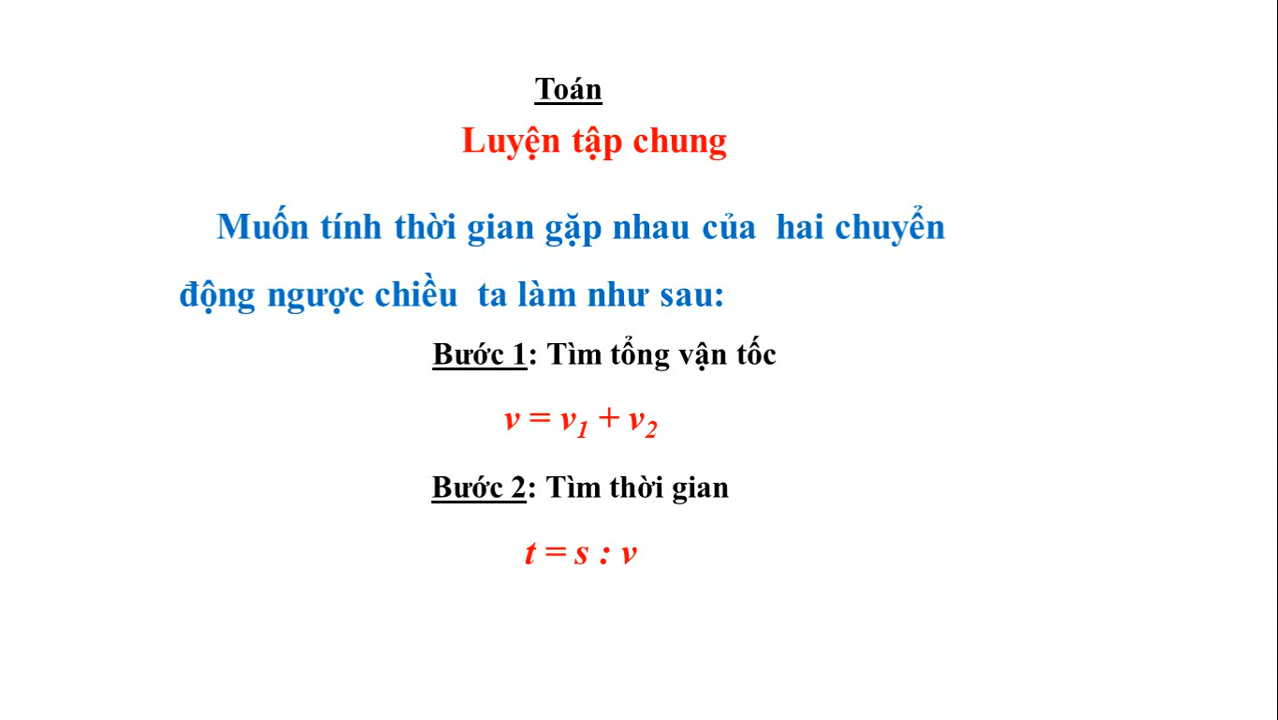 Toán
Luyện tập chung
Muốn tính thời gian gặp nhau của hai chuyển
động ngược chiều ta làm như sau:
Bước 1: Tìm tổng vận tốc
v = v₁ + v₂
Bước 2: Tìm thời gian
t = s : v